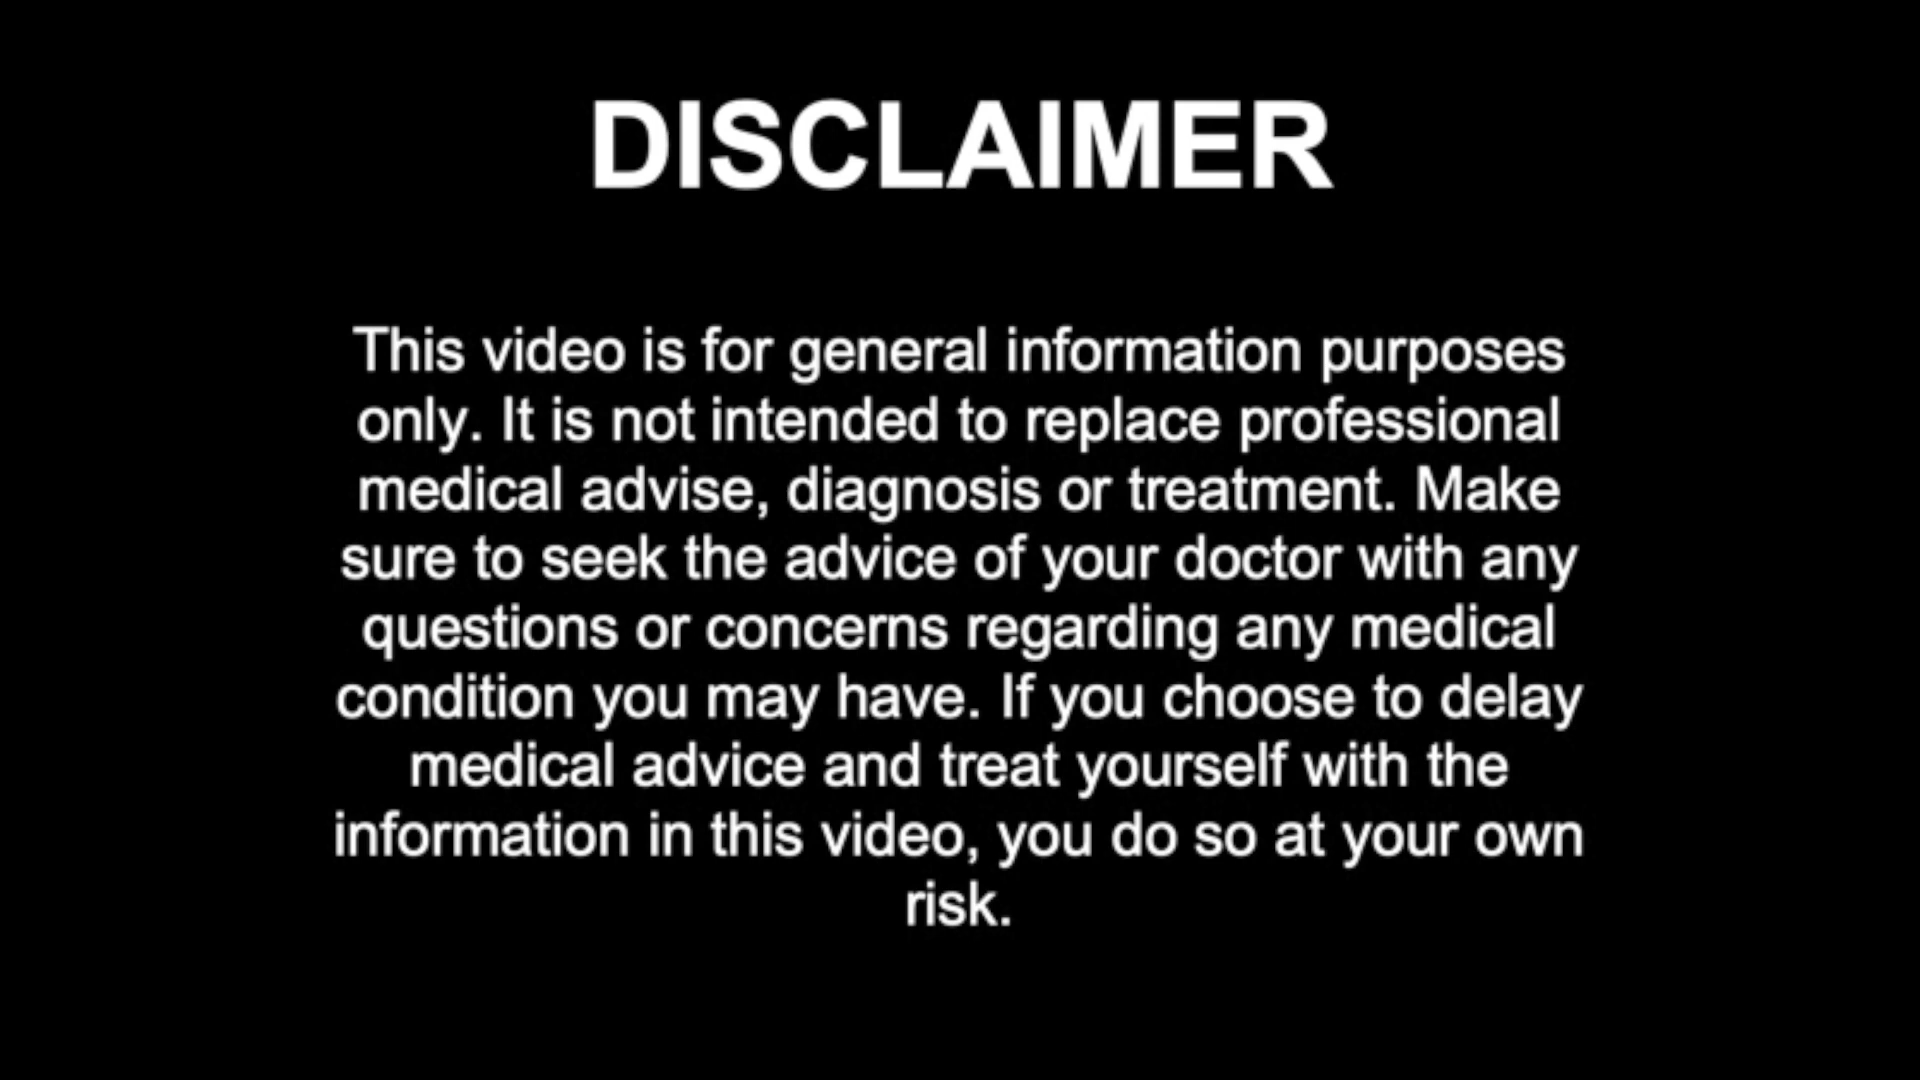 DISCLAIMER
This video is for general information purposes
only. It is not intended to replace professional
medical advise, diagnosis or treatment. Make
sure to seek the advice of your doctor with any
questions or concerns regarding any medical
condition you may have. If you choose to delay
medical advice and treat yourself with the
information in this video, you do so at your own
risk.